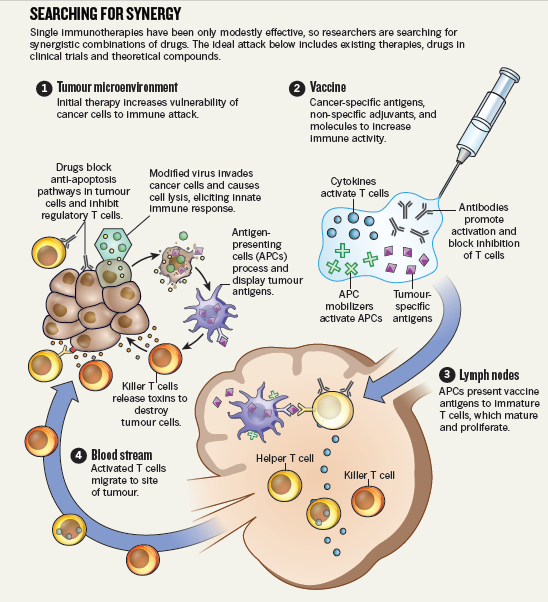 SEARCHING FOR SYNERGY
Single immunotherapies have been only modestly effective, so researchers are searching for
synergistic combinations of drugs. The ideal attack below includes existing therapies, drugs in
clinical trials and theoretical compounds.
1 Tumour microenvironment
Initial therapy increases vulnerability of
cancer cells to immune attack.
2 Vaccine
Cancer-specific antigens,
non-specific adjuvants, and
molecules to increase
immune activity.
Drugs block
anti-apoptosis
pathways in tumour
cells and inhibit
regulatory T cells.
Modified virus invades
cancer cells and causes
cell lysis, eliciting innate
immune response.
Antigen-
presenting
cells (APCs)
process and
display tumour
antigens.
Killer T cells
release toxins to
destroy
tumour cells.
Cytokines
activate T cells
Antibodies
promote
activation and
block inhibition
of T cells
APC
mobilizers
activate APCs
Tumour-
specific
antigens
3 Lymph nodes
APCs present vaccine
antigens to immature
T cells, which mature
and proliferate.
Helper T cell
Killer T cell
4 Blood stream
Activated T cells
migrate to site
of tumour.